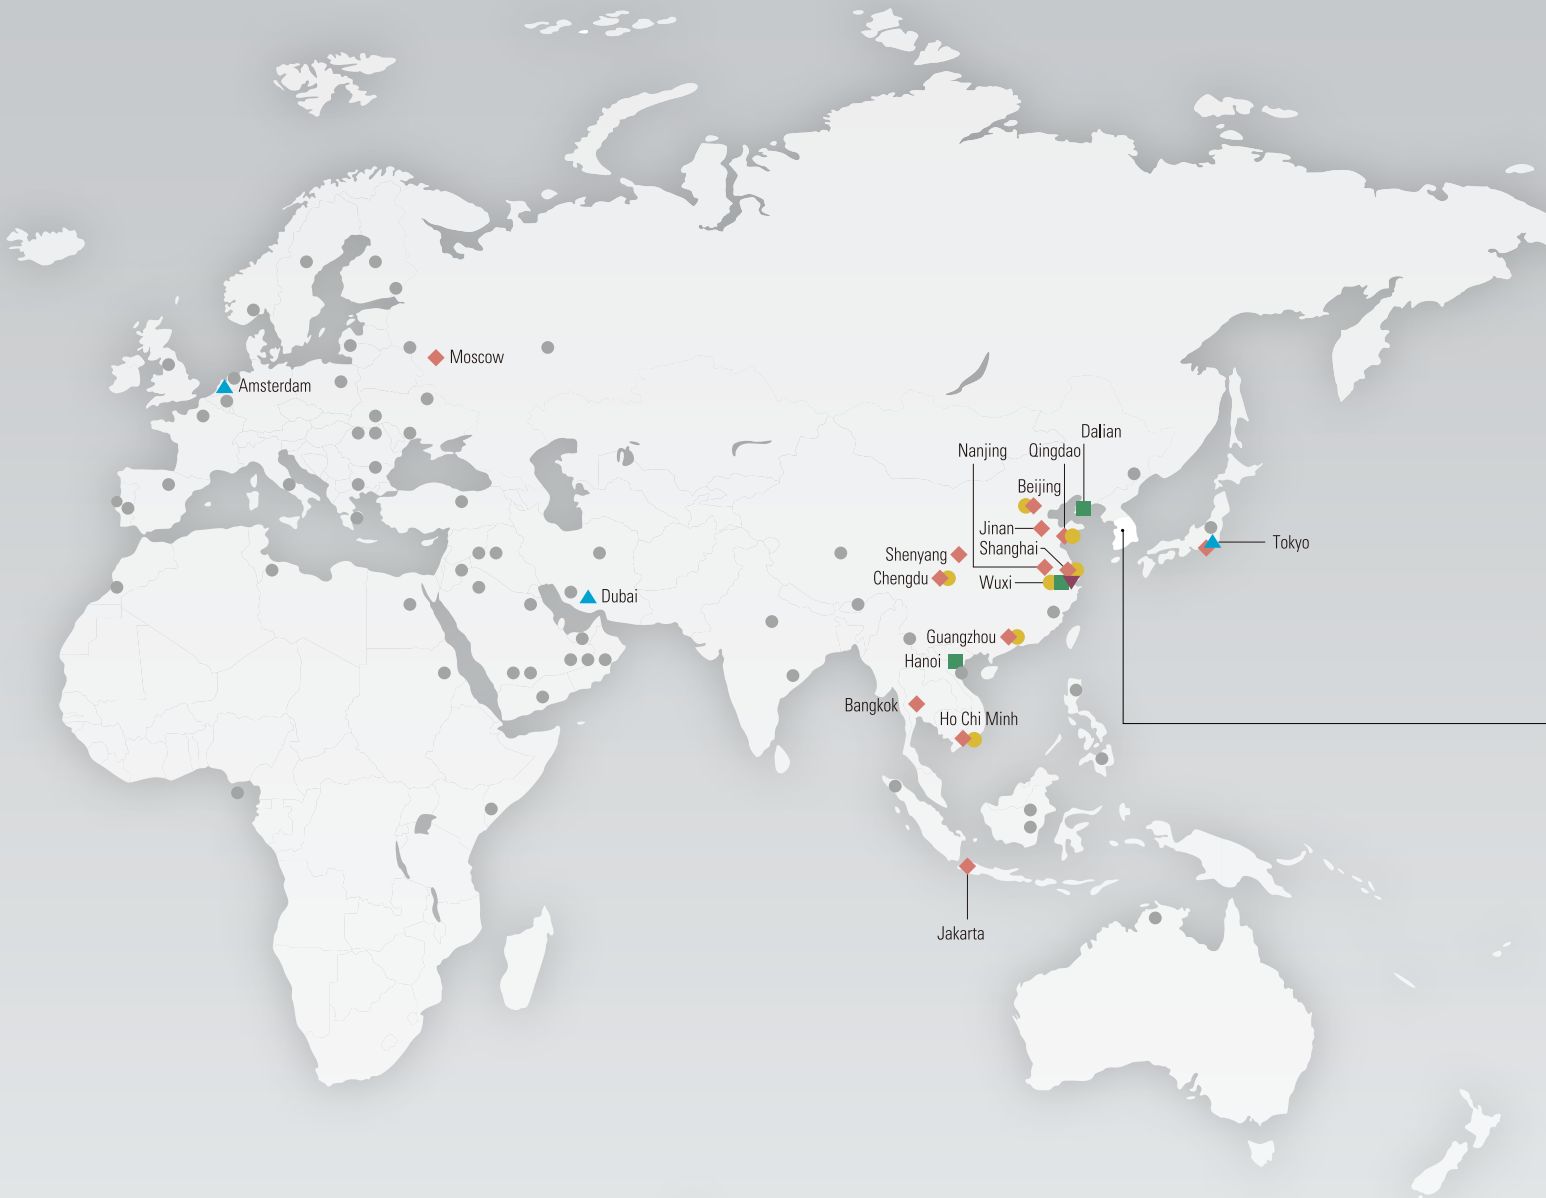 Moscow
Amsterdam
Dalian
Nanjing
Qingdao
Beijing
Jinan
Tokyo
Shanghai
Shenyang
Chengdu
Wuxi
Dubai
Guangzhou
Hanoi
Bangkok
Ho Chi Minh
Jakarta